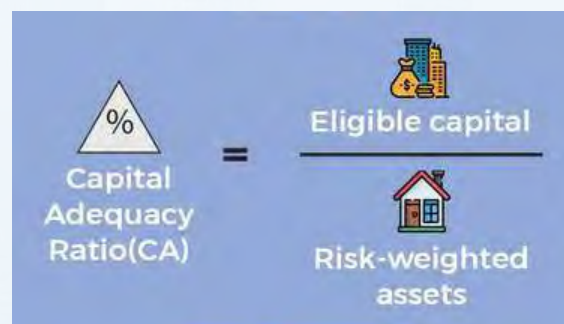 %
Capital
Adequacy
Ratio(CA)
=
$
Eligible capital
Risk-weighted
assets